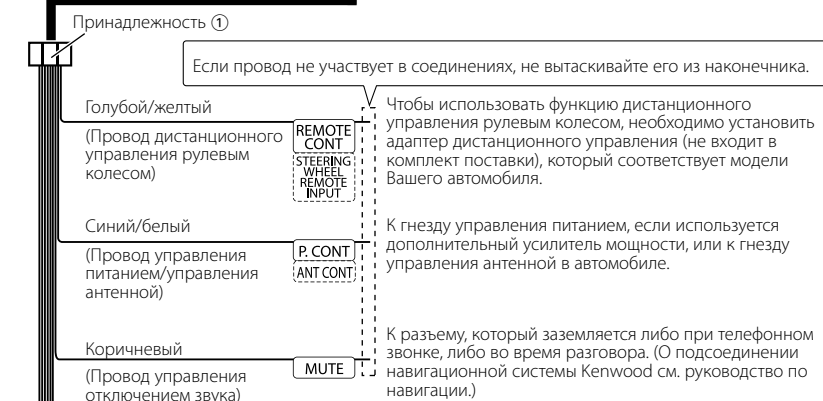 Принадлежность ①
Если провод не участвует в соединениях, не вытаскивайте его из наконечника.
Голубой/желтый
(Провод дистанционного
управления рулевым
колесом)
REMOTE
CONT
STEERING
WHEEL
REMOTE
INPUT
Чтобы использовать функцию дистанционного
управления рулевым колесом, необходимо установить
адаптер дистанционного управления (не входит в
комплект поставки), который соответствует модели
Вашего автомобиля.
Синий/белый
(Провод управления
питанием/управления
антенной)
P. CONT
ANT CONT
К гнезду управления питанием, если используется
дополнительный усилитель мощности, или к гнезду
управления антенной в автомобиле.
Коричневый
(Провод управления
отключением звука)
MUTE
К разъему, который заземляется либо при телефонном
звонке, либо во время разговора. (О подсоединении
навигационной системы Kenwood см. руководство по
навигации.)